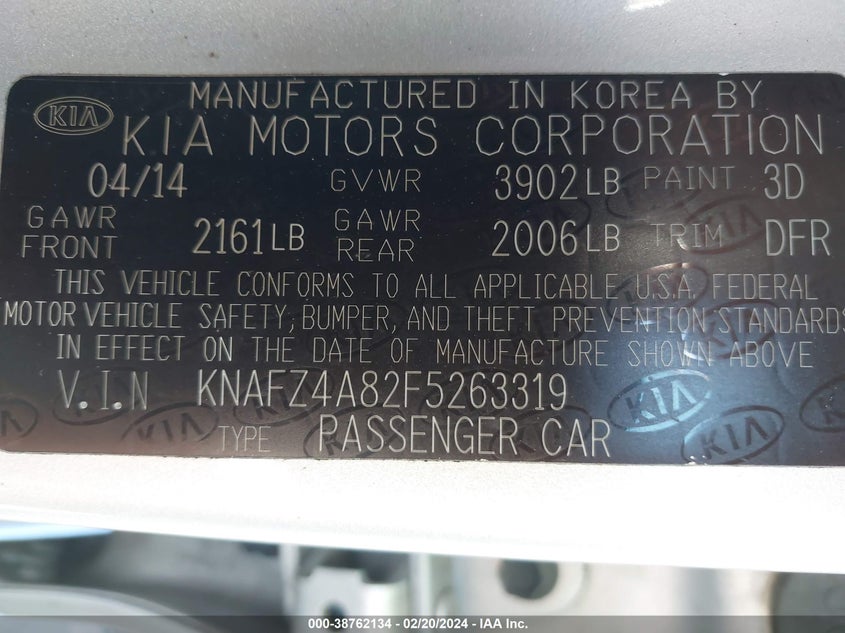 KIA
MANUFACTURED IN KOREA BY
KIA MOTORS CORPORATION
04/14 GVWR 3902LB PAINT 3D
GAWR FRONT 2161LB GAWR REAR 2006LB TRIM DFR
THIS VEHICLE CONFORMS TO ALL APPLICABLE U.S.A. FEDERAL
MOTOR VEHICLE SAFETY, BUMPER, AND THEFT PREVENTION STANDARDS
IN EFFECT ON THE DATE OF MANUFACTURE SHOWN ABOVE
V.I.N KNAFZ4A82F5263319
TYPE PASSENGER CAR
000-38762134 - 02/20/2024 - IAA Inc.